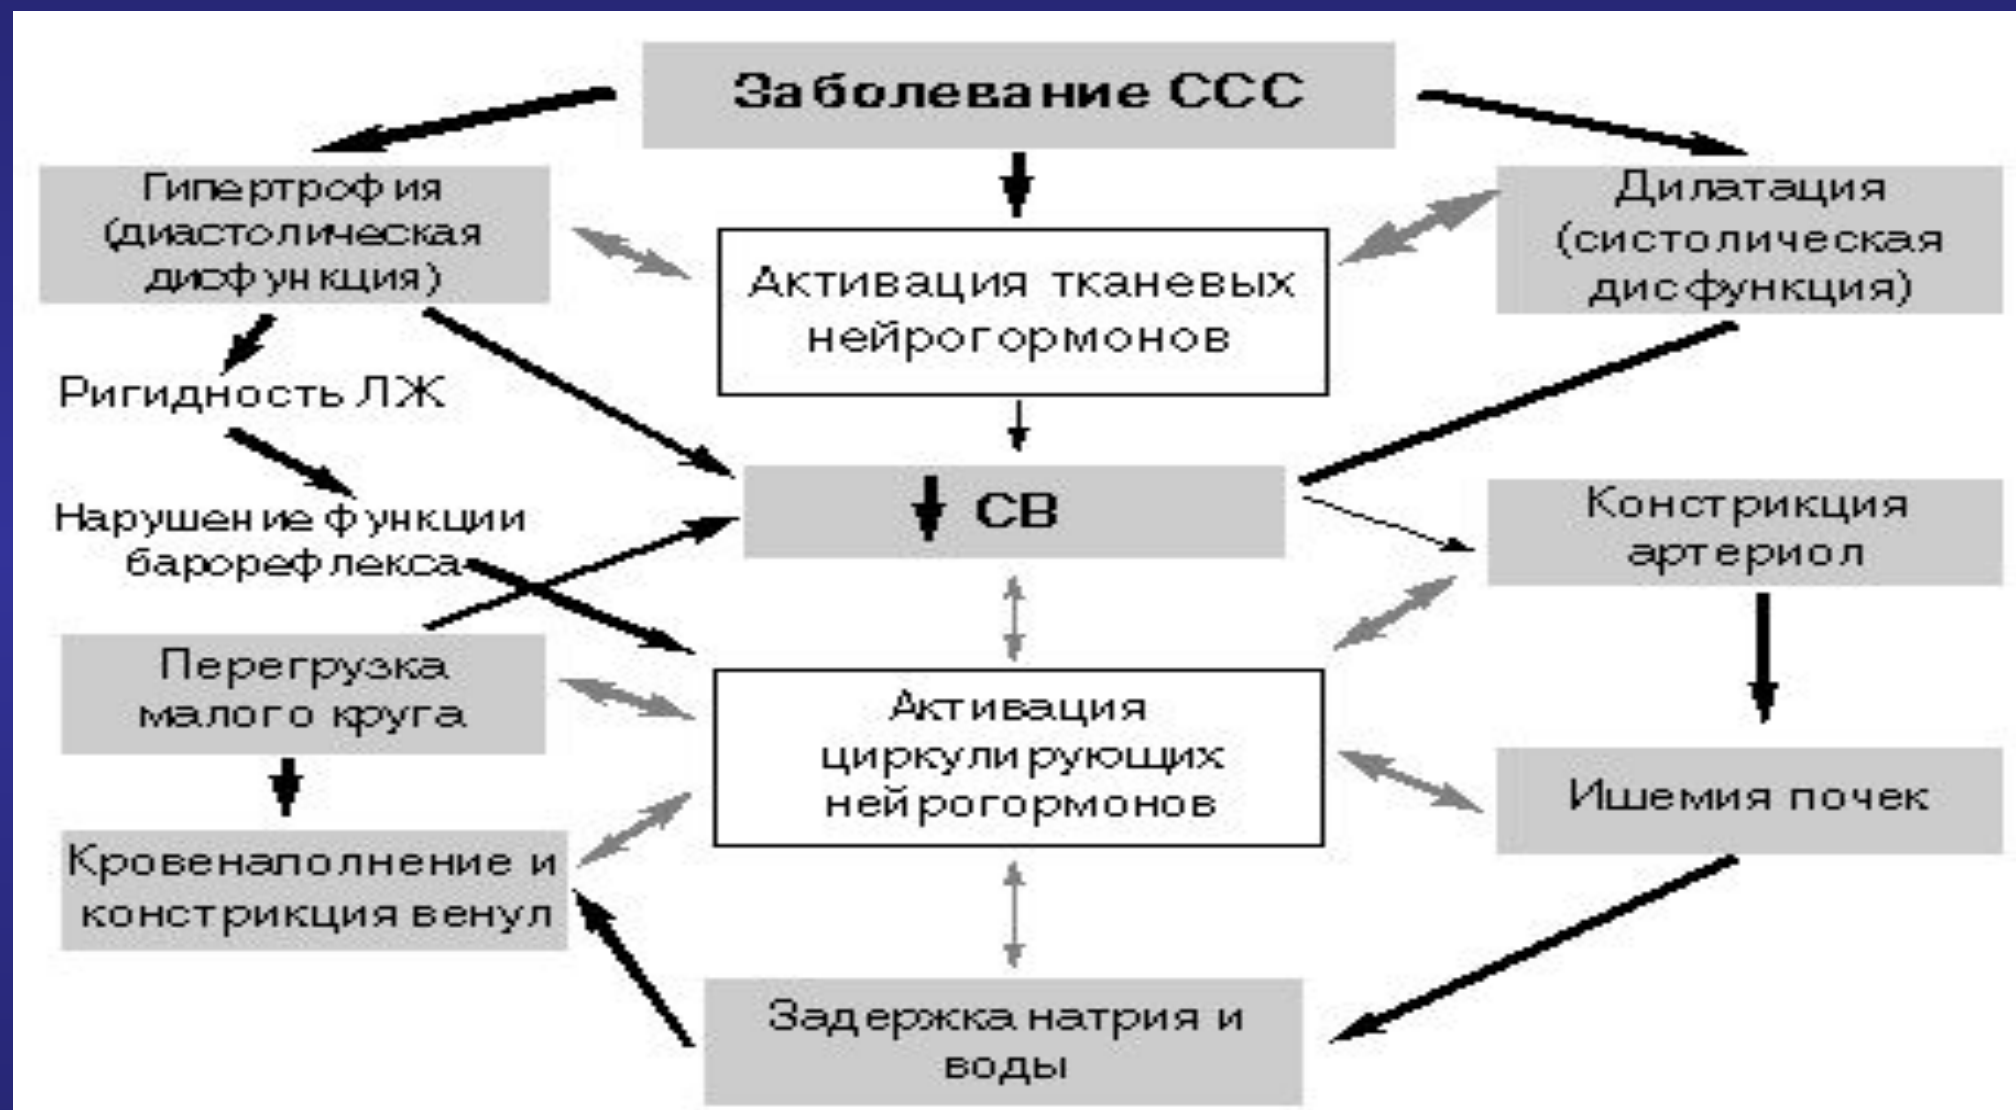 Заболевание ССС
Гипертрофия
(диастолическая
дисфункция)
Дилатация
(систолическая
дисфункция)
Активация тканевых
нейрогормонов
Ригидность ЛЖ
СВ
Констрикция
артериол
Нарушение функции
барорефлекса
Перегрузка
малого круга
Активация
циркулирующих
нейрогормонов
Ишемия почек
Кровенаполнение и
констрикция венул
Задержка натрия и
воды